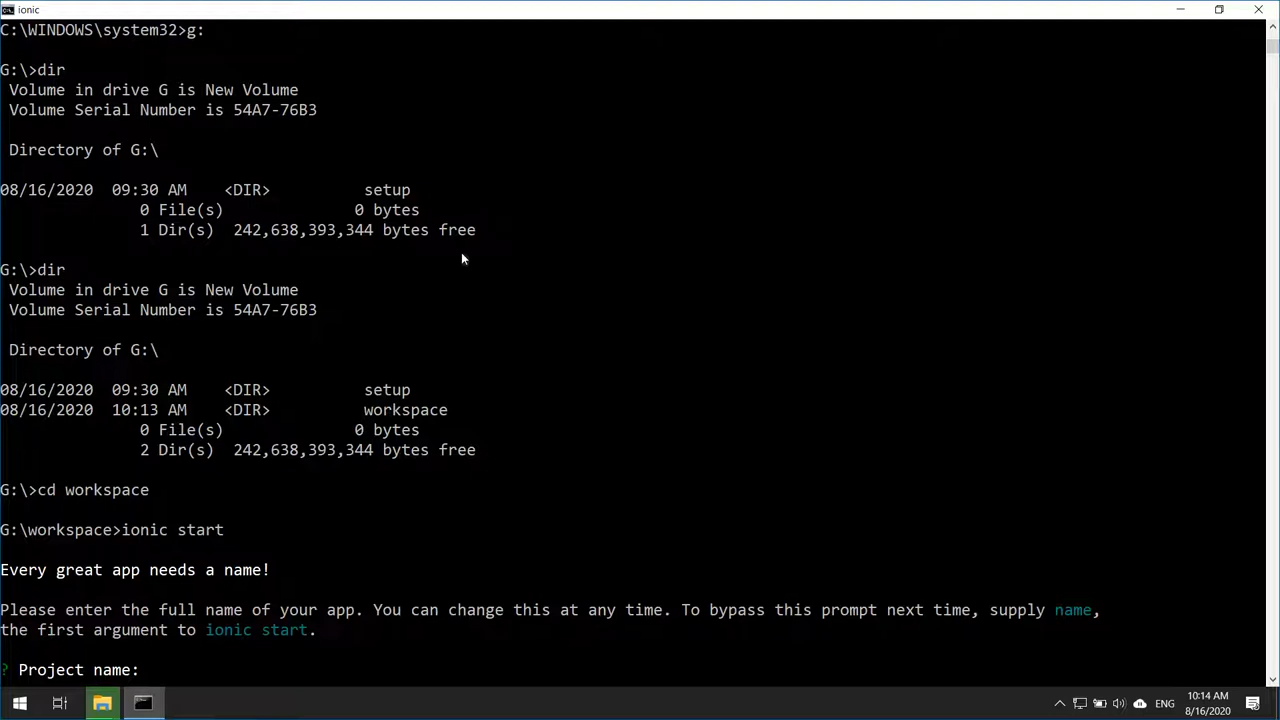 ionic
C:\WINDOWS\system32>g:
G:\>dir
Volume in drive G is New Volume
Volume Serial Number is 54A7-76B3
Directory of G:\
08/16/2020  09:30 AM    <DIR>          setup
0 File(s)              0 bytes
1 Dir(s)  242,638,393,344 bytes free
G:\>dir
Volume in drive G is New Volume
Volume Serial Number is 54A7-76B3
Directory of G:\
08/16/2020  09:30 AM    <DIR>          setup
08/16/2020  10:13 AM    <DIR>          workspace
0 File(s)              0 bytes
2 Dir(s)  242,638,393,344 bytes free
G:\>cd workspace
G:\workspace>ionic start
Every great app needs a name!
Please enter the full name of your app. You can change this at any time. To bypass this prompt next time, supply name,
the first argument to ionic start.
? Project name:
ENG
10:14 AM
8/16/2020